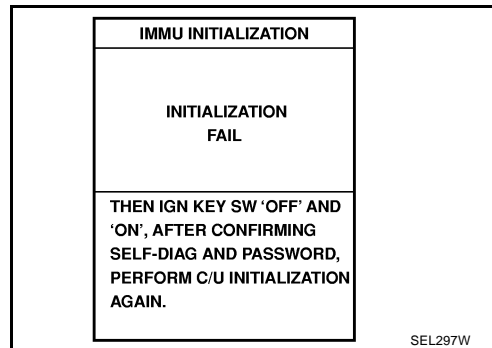 IMMU INITIALIZATION
INITIALIZATION
FAIL
THEN IGN KEY SW ‘OFF’ AND
‘ON’, AFTER CONFIRMING
SELF-DIAG AND PASSWORD,
PERFORM C/U INITIALIZATION
AGAIN.
SEL297W